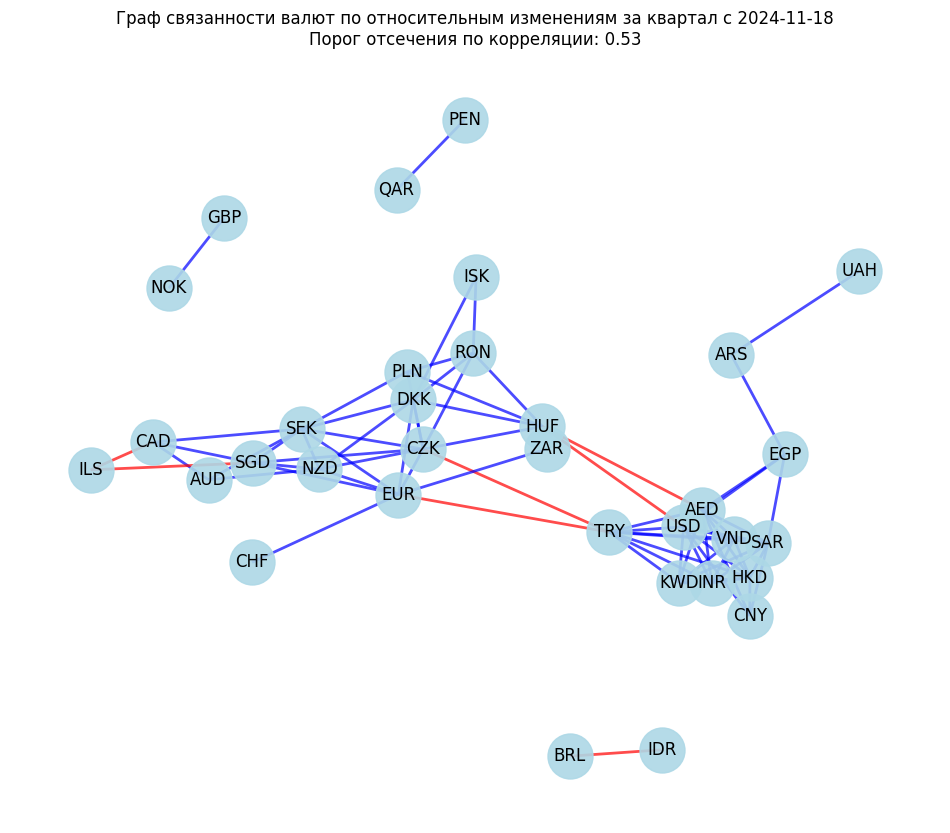 Граф связанности валют по относительным изменениям за квартал с 2024-11-18
Порог отсечения по корреляции: 0.53
PEN
QAR
GBP
NOK
ISK
UAH
RON
ARS
PLN
DKK
HUF
SEK
CAD
CZK
ZAR
EGP
ILS
SGD
NZD
AUD
EUR
AED
USD
TRY
VND
SAR
CHF
KWD
INR
HKD
CNY
BRL
IDR